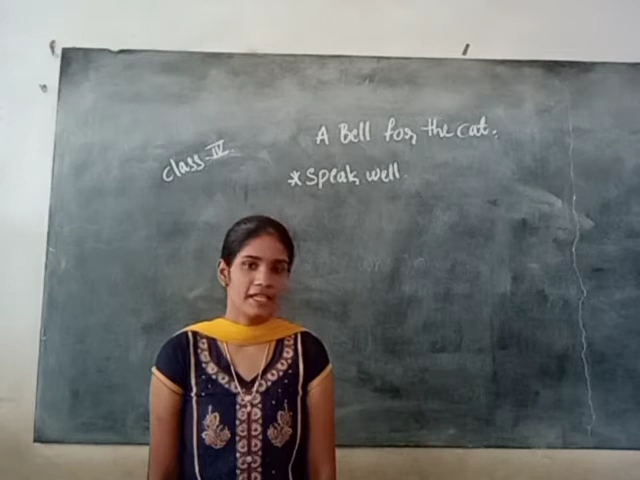 A Bell for the cat.
class-IV
*Speak well.